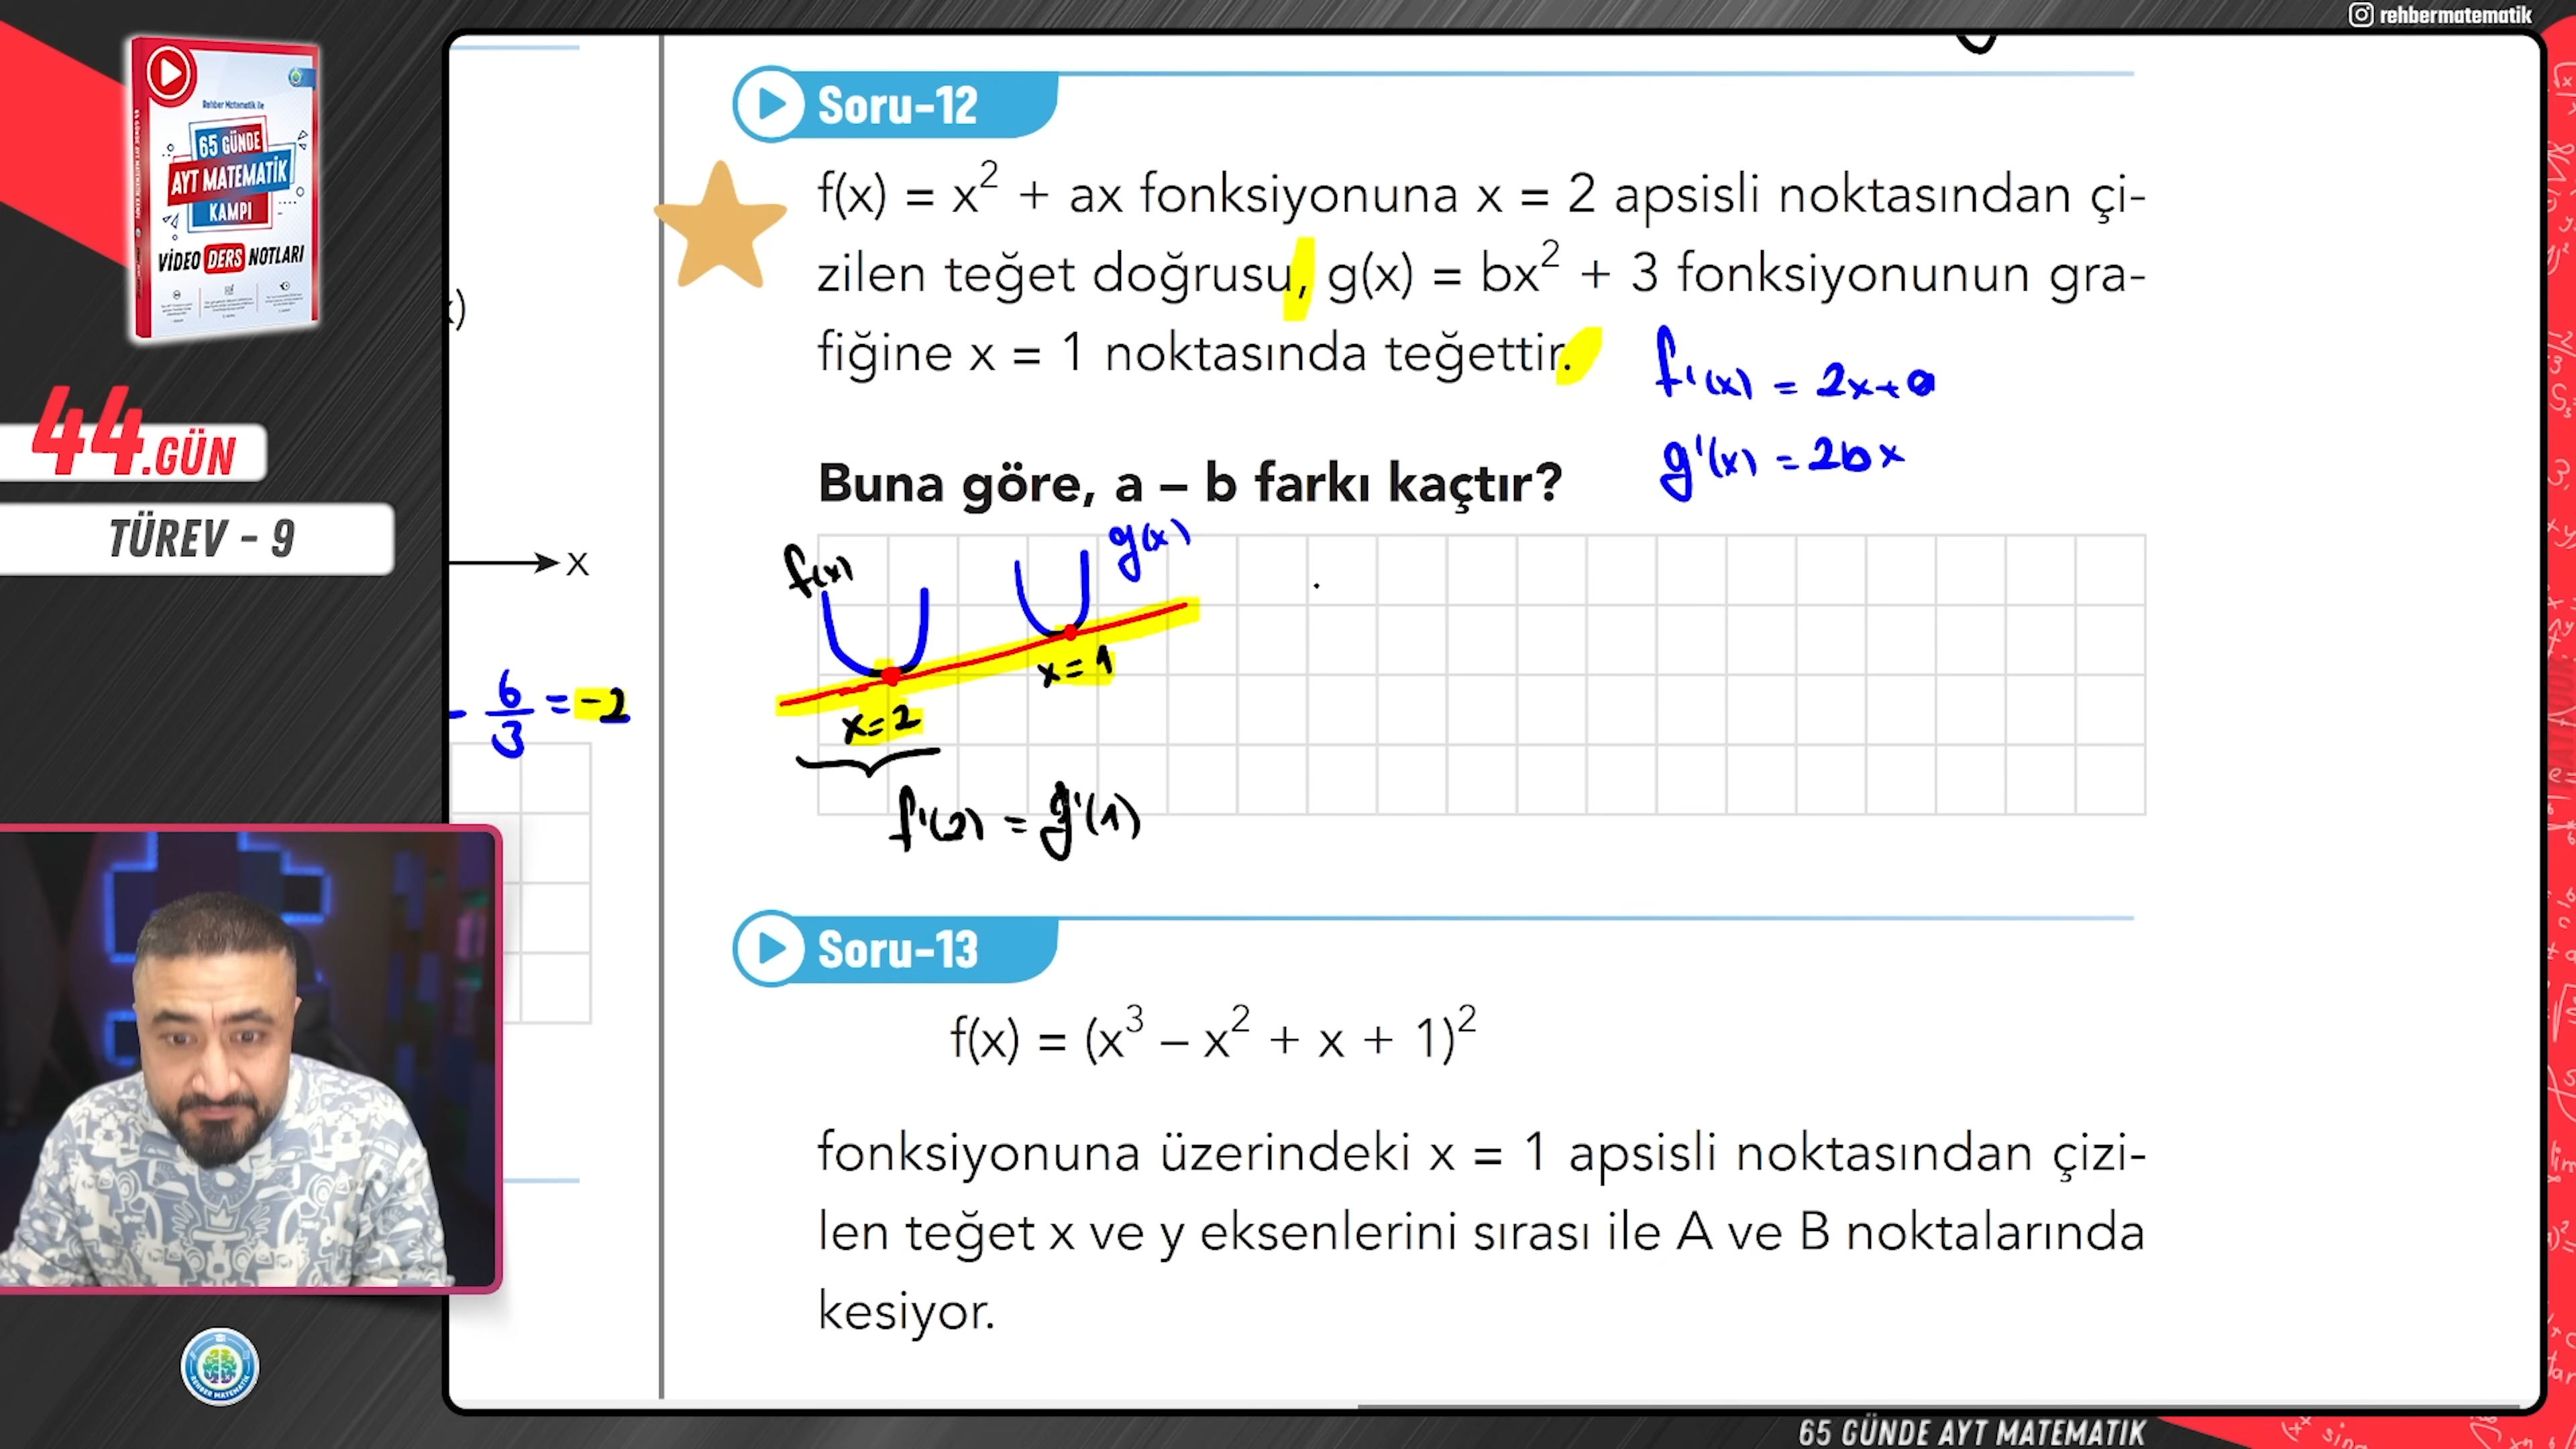 rehbermatematik
Rehber Matematik ile
65 GÜNDE
AYT MATEMATİK
KAMPI
VİDEO DERS NOTLARI
44.GÜN
TÜREV - 9
x
- 6/3 = -2
Soru-12
f(x) = x² + ax fonksiyonuna x = 2 apsisli noktasından çi-
zilen teğet doğrusu, g(x) = bx² + 3 fonksiyonunun gra-
fiğine x = 1 noktasında teğettir.
f'(x) = 2x+a
g'(x) = 2bx
Buna göre, a – b farkı kaçtır?
f(x)
g(x)
x=1
x=2
f'(2) = g'(1)
Soru-13
f(x) = (x³ – x² + x + 1)²
fonksiyonuna üzerindeki x = 1 apsisli noktasından çizi-
len teğet x ve y eksenlerini sırası ile A ve B noktalarında
kesiyor.
REHBER MATEMATİK
65 GÜNDE AYT MATEMATİK